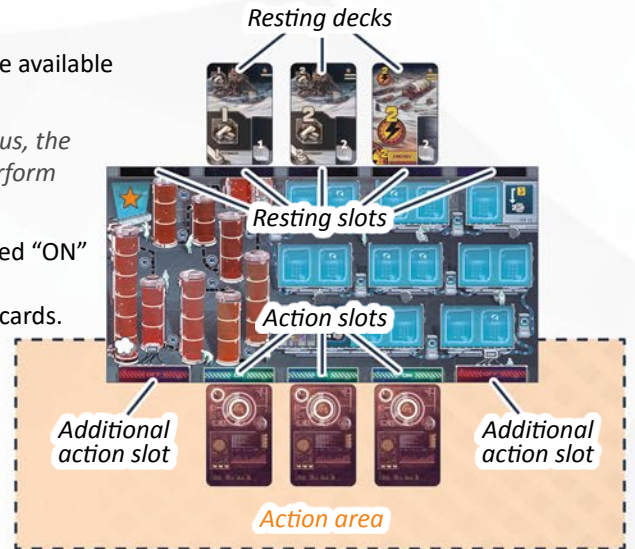 Resting decks
e available
us, the
rform
Resting slots
ed “ON”
cards.
Action slots
Additional
action slot
Additional
action slot
Action area